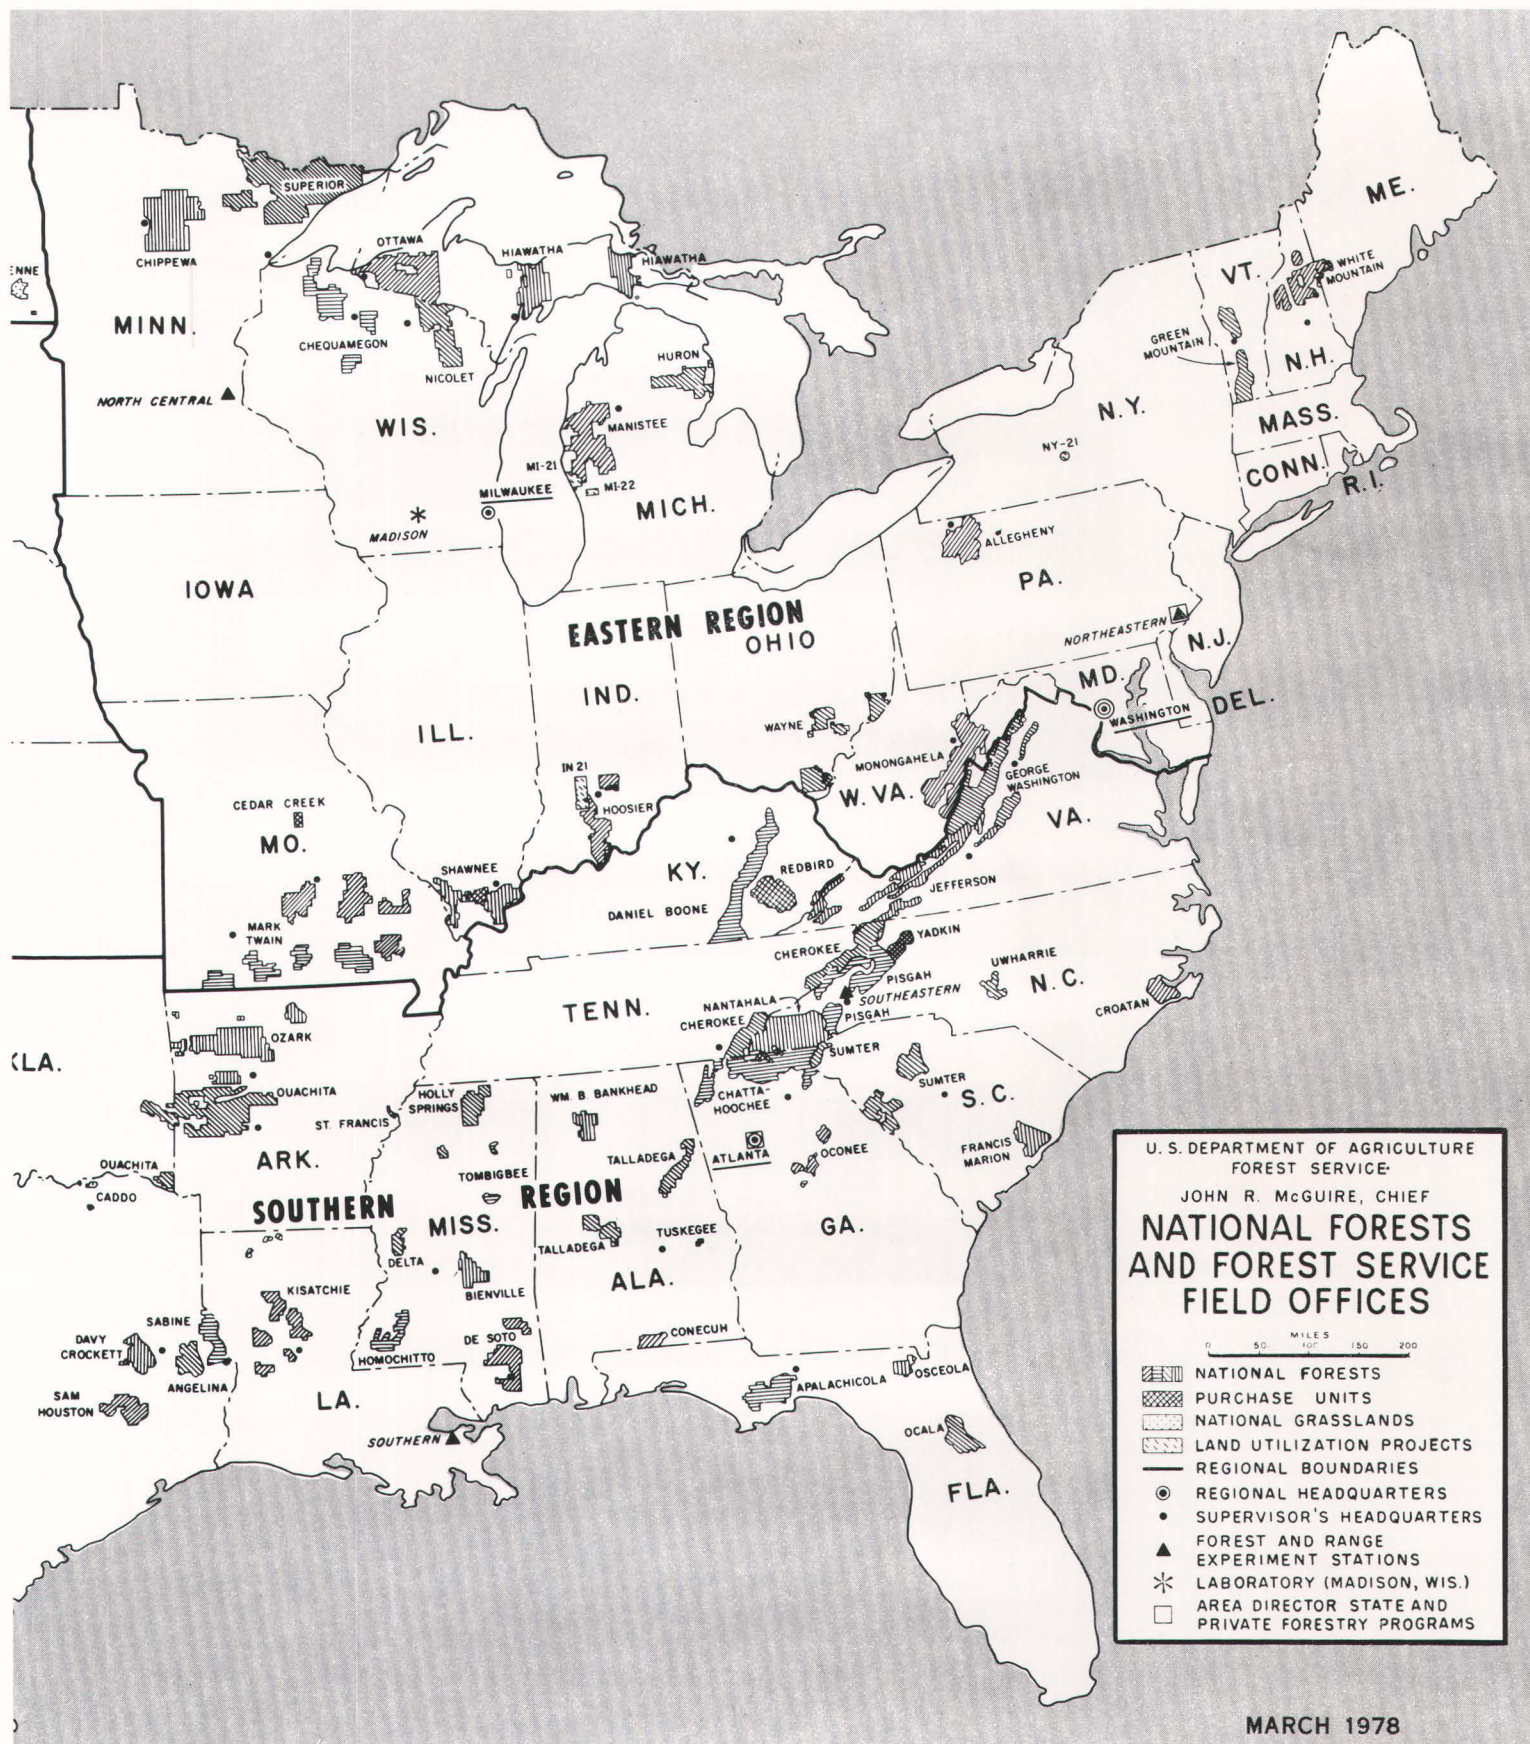 ME.
SUPERIOR
VT.
WHITE
MOUNTAIN
OTTAWA
HIAWATHA
HIAWATHA
CHIPPEWA
ENNE
MINN.
GREEN
MOUNTAIN
N.H.
CHEQUAMEGON
HURON
NICOLET
NORTH CENTRAL
N.Y.
MASS.
WIS.
MANISTEE
NY-21
MI-21
MI-22
CONN.
R.I.
MILWAUKEE
MICH.
MADISON
ALLEGHENY
PA.
IOWA
EASTERN REGION
OHIO
NORTHEASTERN
N.J.
MD.
DEL.
IND.
WASHINGTON
ILL.
WAYNE
MONONGAHELA
GEORGE
WASHINGTON
IN 21
W. VA.
VA.
CEDAR CREEK
HOOSIER
MO.
SHAWNEE
KY.
REDBIRD
JEFFERSON
DANIEL BOONE
MARK
TWAIN
YADKIN
CHEROKEE
UWHARRIE
PISGAH
N.C.
SOUTHEASTERN
NANTAHALA
CROATAN
TENN.
CHEROKEE
PISGAH
OZARK
SUMTER
KLA.
OUACHITA
HOLLY
SPRINGS
WM. B. BANKHEAD
CHATTA-
HOOCHEE
SUMTER
S.C.
ST. FRANCIS
ARK.
ATLANTA
OCONEE
FRANCIS
MARION
OUACHITA
CADDO
TOMBIGBEE
TALLADEGA
SOUTHERN REGION
MISS.
GA.
TUSKEGEE
TALLADEGA
DELTA
ALA.
KISATCHIE
BIENVILLE
SABINE
DAVY
CROCKETT
DE SOTO
CONECUH
HOMOCHITTO
ANGELINA
APALACHICOLA
OSCEOLA
SAM
HOUSTON
LA.
OCALA
SOUTHERN
FLA.
U.S. DEPARTMENT OF AGRICULTURE
FOREST SERVICE
JOHN R. McGUIRE, CHIEF
NATIONAL FORESTS
AND FOREST SERVICE
FIELD OFFICES
MILES
0 50 100 150 200
NATIONAL FORESTS
PURCHASE UNITS
NATIONAL GRASSLANDS
LAND UTILIZATION PROJECTS
REGIONAL BOUNDARIES
REGIONAL HEADQUARTERS
SUPERVISOR'S HEADQUARTERS
FOREST AND RANGE
EXPERIMENT STATIONS
LABORATORY (MADISON, WIS.)
AREA DIRECTOR STATE AND
PRIVATE FORESTRY PROGRAMS
MARCH 1978